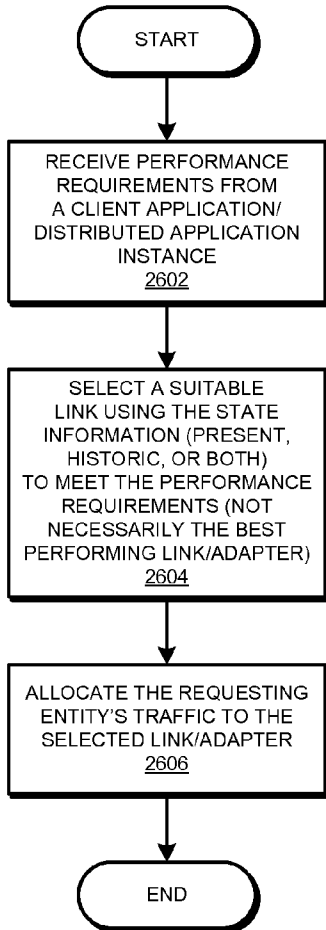 START
RECEIVE PERFORMANCE
REQUIREMENTS FROM
A CLIENT APPLICATION/
DISTRIBUTED APPLICATION
INSTANCE
2602
SELECT A SUITABLE
LINK USING THE STATE
INFORMATION (PRESENT,
HISTORIC, OR BOTH)
TO MEET THE PERFORMANCE
REQUIREMENTS (NOT
NECESSARILY THE BEST
PERFORMING LINK/ADAPTER)
2604
ALLOCATE THE REQUESTING
ENTITY'S TRAFFIC TO THE
SELECTED LINK/ADAPTER
2606
END